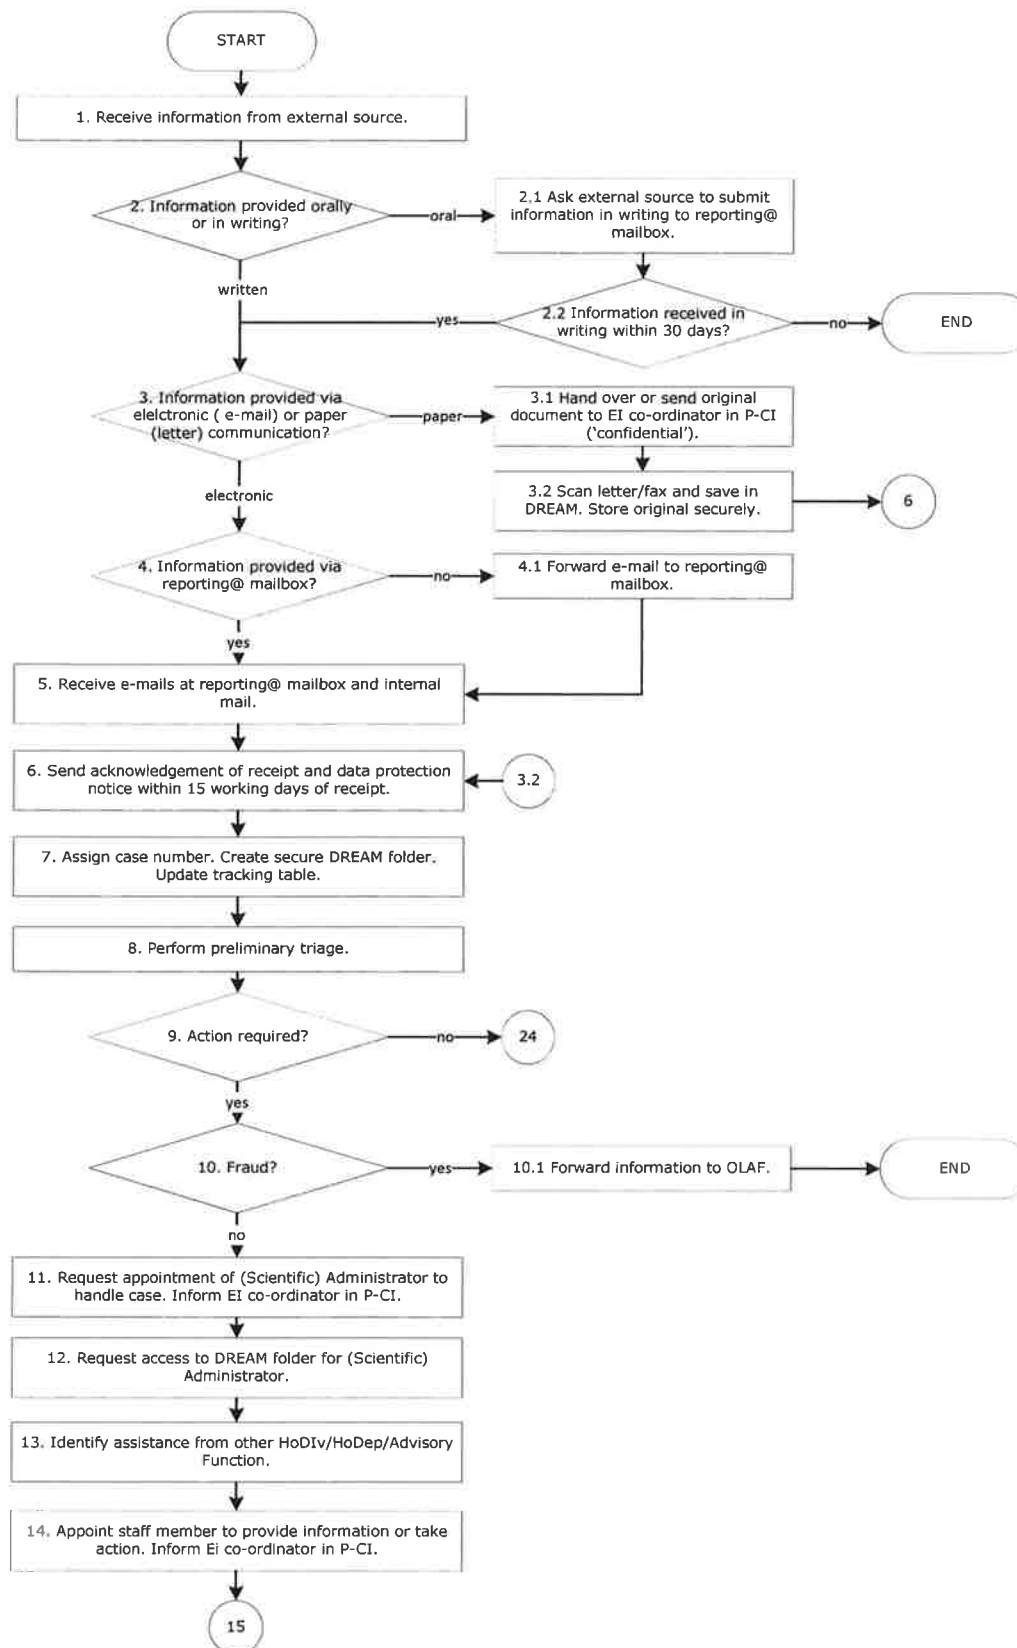 START
1. Receive information from external source.
2. Information provided orally
or in writing?
oral
2.1 Ask external source to submit
information in writing to reporting@
mailbox.
written
yes
2.2 Information received in
writing within 30 days?
no
END
3. Information provided via
elelctronic ( e-mail) or paper
(letter) communication?
paper
3.1 Hand over or send original
document to EI co-ordinator in P-CI
(‘confidential’).
electronic
3.2 Scan letter/fax and save in
DREAM. Store original securely.
6
4. Information provided via
reporting@ mailbox?
no
4.1 Forward e-mail to reporting@
mailbox.
yes
5. Receive e-mails at reporting@ mailbox and internal
mail.
6. Send acknowledgement of receipt and data protection
notice within 15 working days of receipt.
3.2
7. Assign case number. Create secure DREAM folder.
Update tracking table.
8. Perform preliminary triage.
9. Action required?
no
24
yes
10. Fraud?
yes
10.1 Forward information to OLAF.
END
no
11. Request appointment of (Scientific) Administrator to
handle case. Inform EI co-ordinator in P-CI.
12. Request access to DREAM folder for (Scientific)
Administrator.
13. Identify assistance from other HoDIv/HoDep/Advisory
Function.
14. Appoint staff member to provide information or take
action. Inform Ei co-ordinator in P-CI.
15